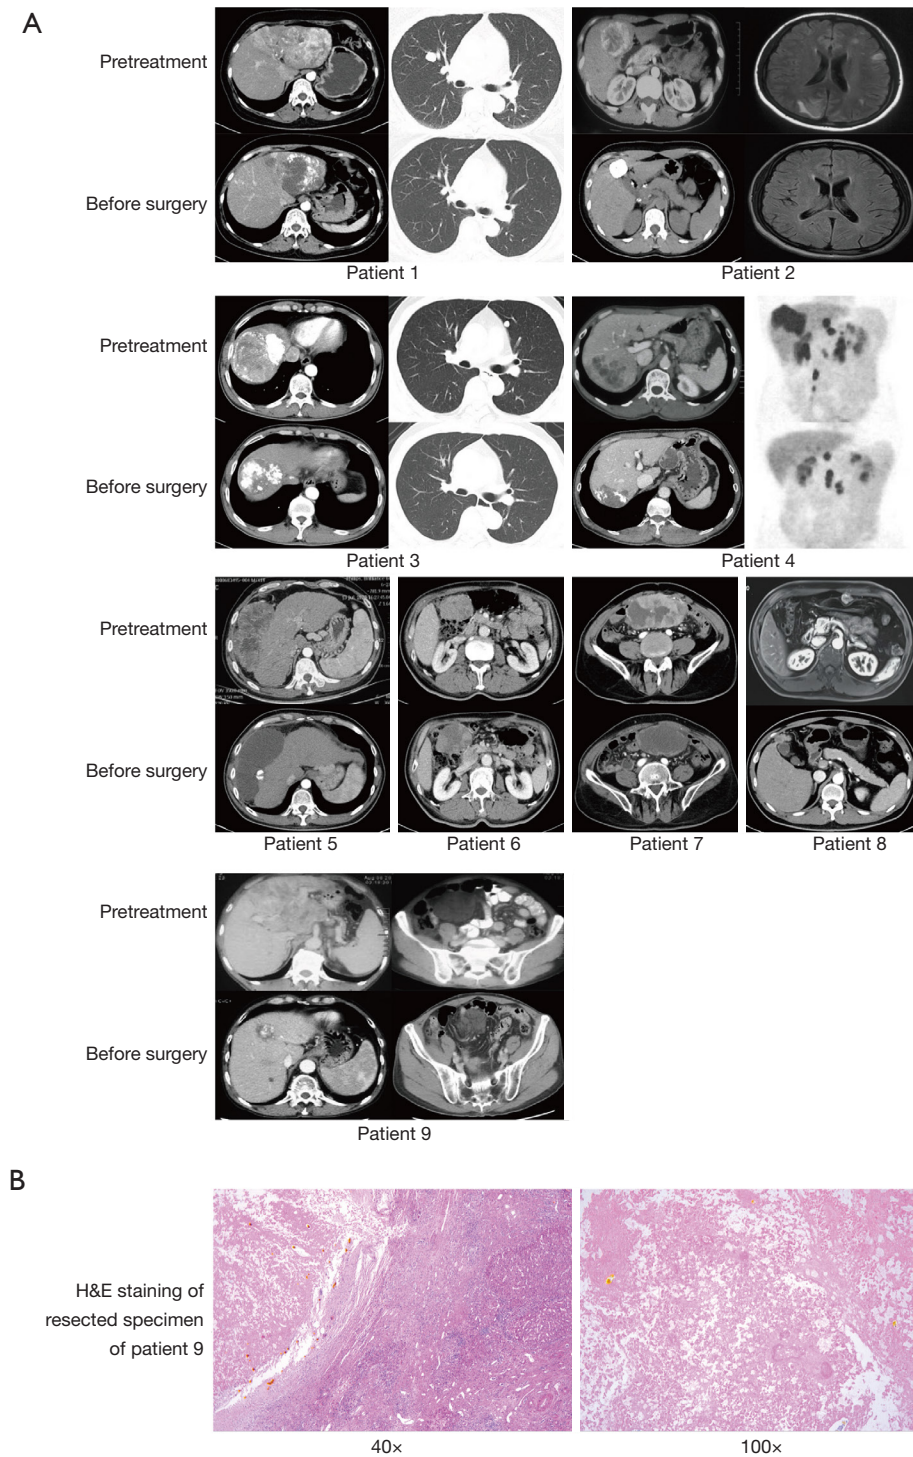 A
Pretreatment
Before surgery
Patient 1
Patient 2
Pretreatment
Before surgery
Patient 3
Patient 4
Pretreatment
Before surgery
Patient 5
Patient 6
Patient 7
Patient 8
Pretreatment
Before surgery
Patient 9
B
H&E staining of
resected specimen
of patient 9
40×
100×